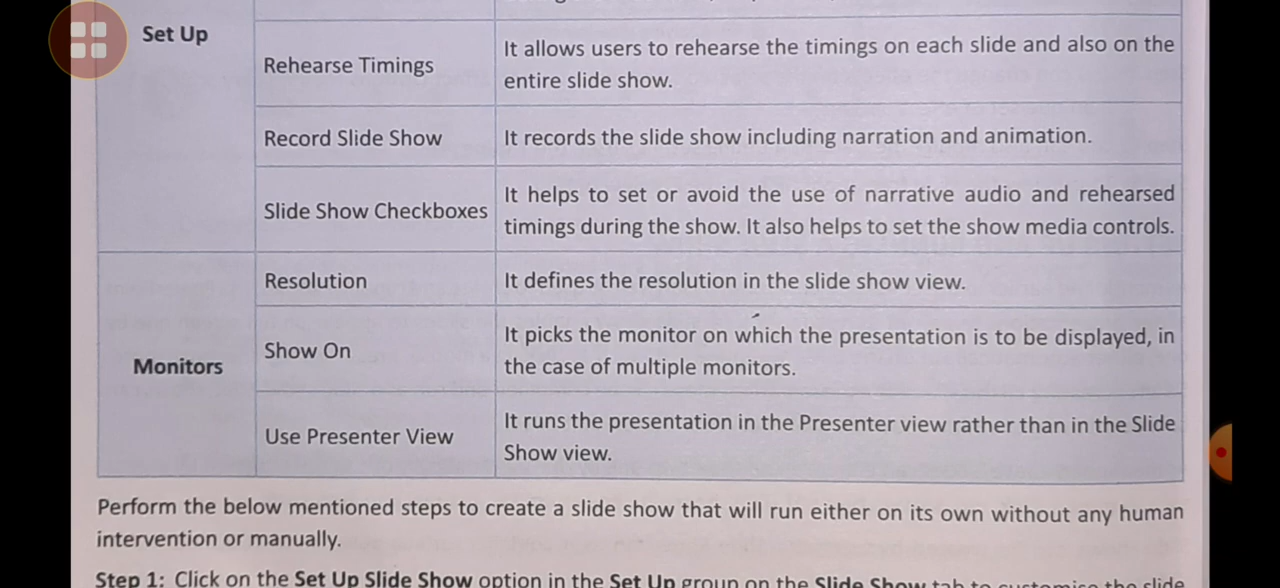 Set Up
Rehearse Timings
It allows users to rehearse the timings on each slide and also on the
entire slide show.
Record Slide Show
It records the slide show including narration and animation.
Slide Show Checkboxes
It helps to set or avoid the use of narrative audio and rehearsed
timings during the show. It also helps to set the show media controls.
Monitors
Resolution
It defines the resolution in the slide show view.
Show On
It picks the monitor on which the presentation is to be displayed, in
the case of multiple monitors.
Use Presenter View
It runs the presentation in the Presenter view rather than in the Slide
Show view.
Perform the below mentioned steps to create a slide show that will run either on its own without any human
intervention or manually.
Step 1: Click on the Set Up Slide Show option in the Set Up group on the Slide Show tab to customise the slide